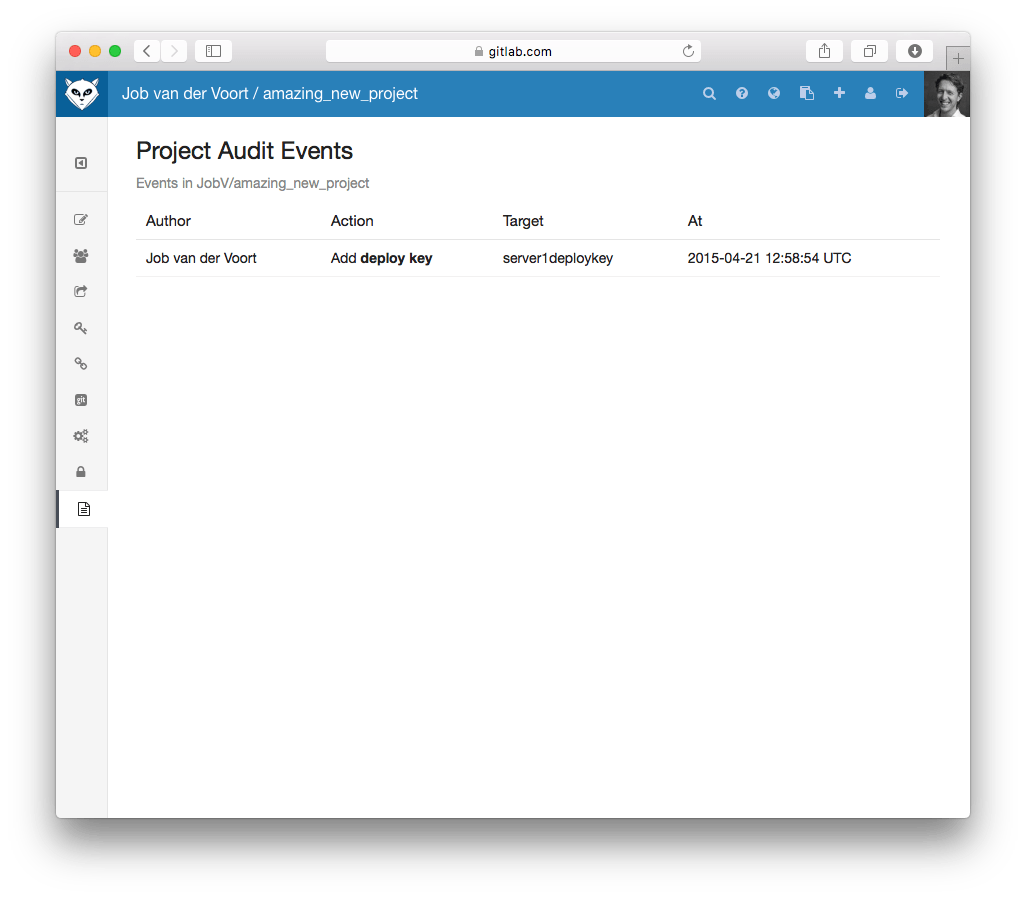 gitlab.com
Job van der Voort / amazing_new_project
Project Audit Events
Events in JobV/amazing_new_project
Author Action Target At
Job van der Voort Add deploy key server1deploykey 2015-04-21 12:58:54 UTC
git